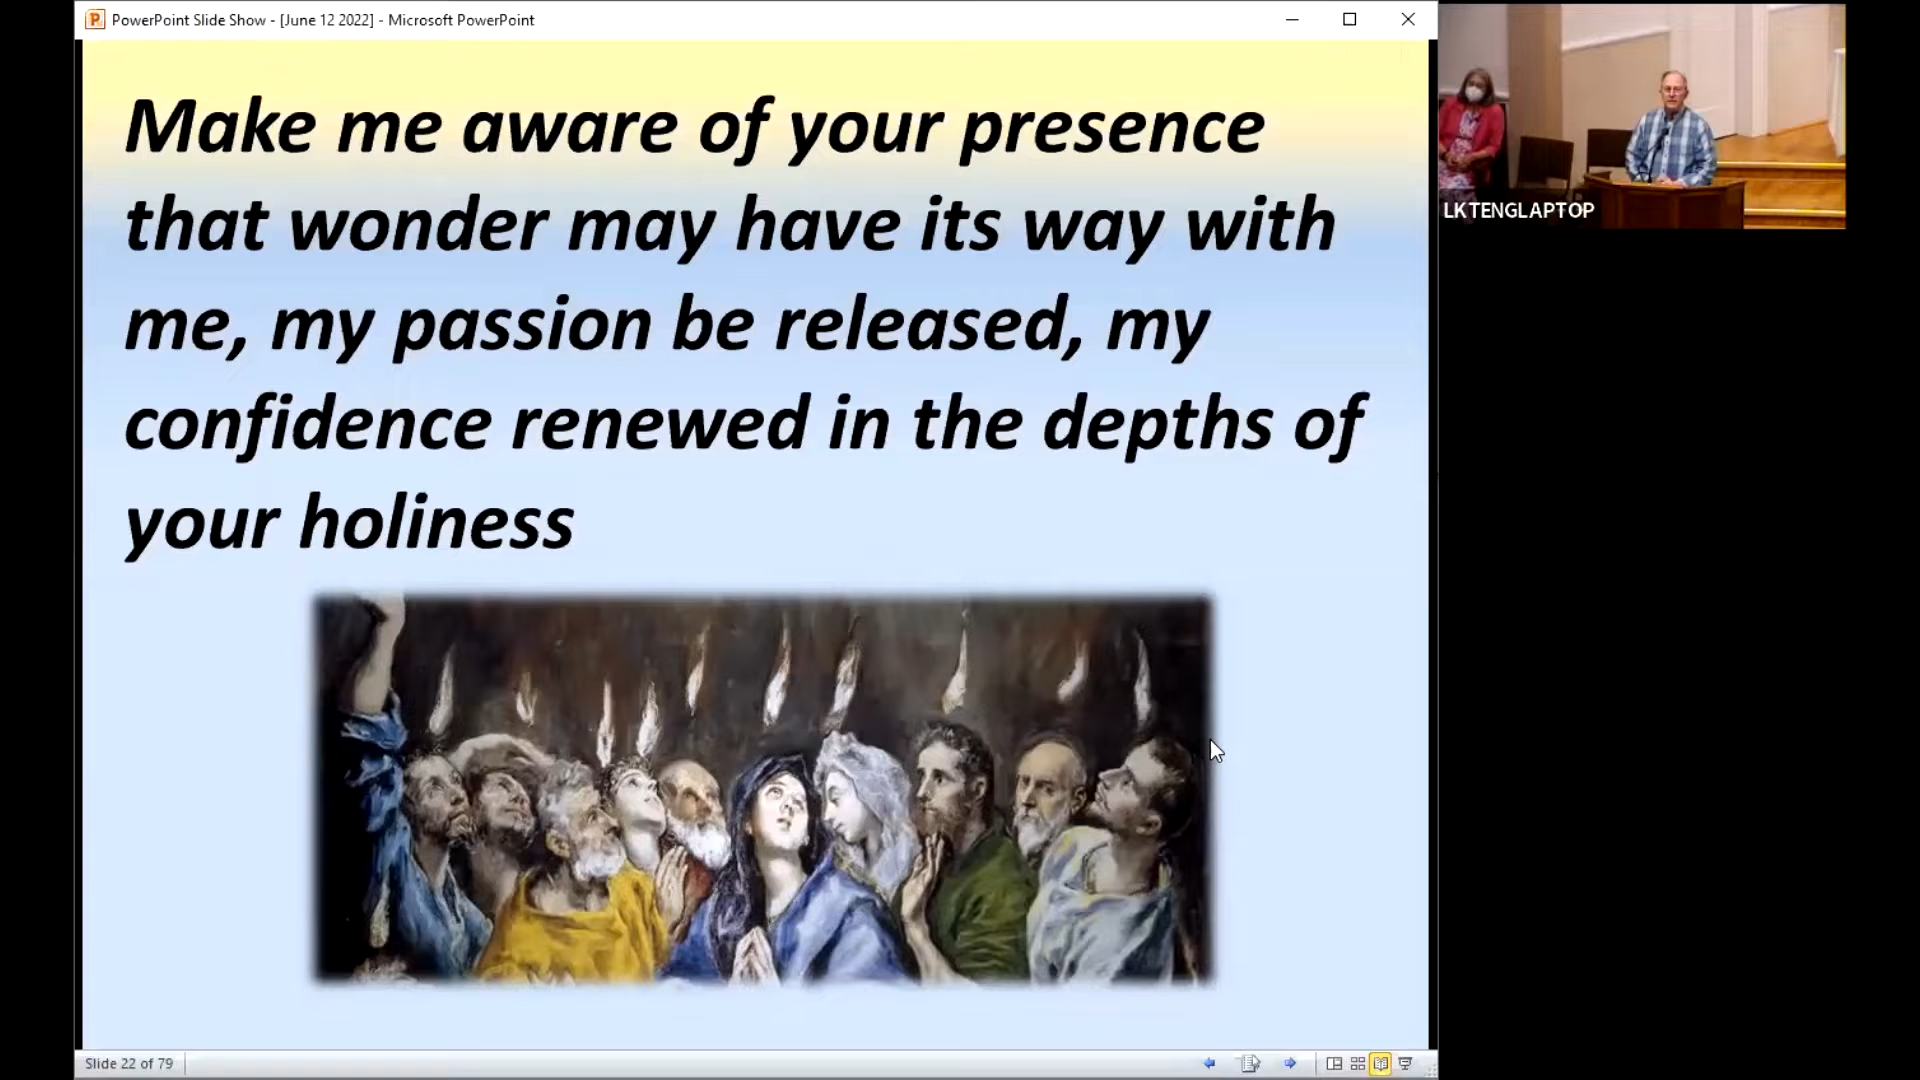 PowerPoint Slide Show - [June 12 2022] - Microsoft PowerPoint
Make me aware of your presence
that wonder may have its way with
me, my passion be released, my
confidence renewed in the depths of
your holiness
LKTENGLAPTOP
Slide 22 of 79